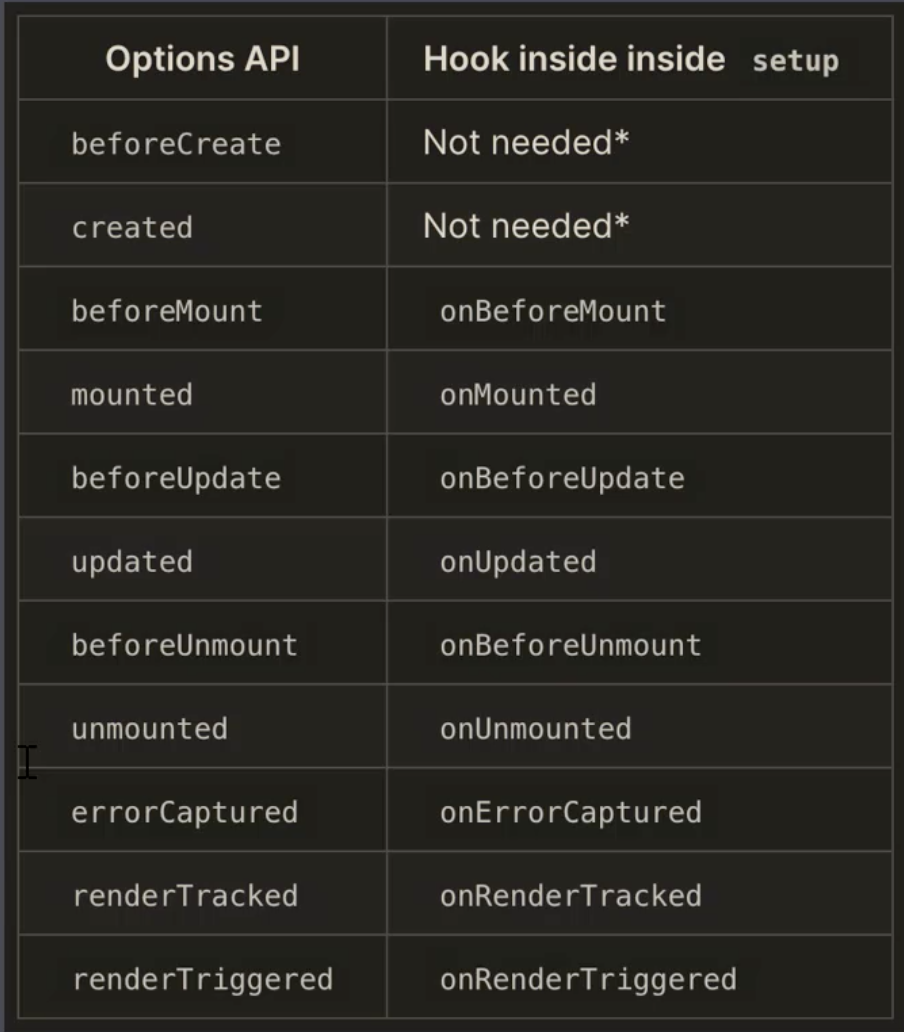 Options API Hook inside inside setup
beforeCreate Not needed*
created Not needed*
beforeMount onBeforeMount
mounted onMounted
beforeUpdate onBeforeUpdate
updated onUpdated
beforeUnmount onBeforeUnmount
unmounted onUnmounted
errorCaptured onErrorCaptured
renderTracked onRenderTracked
renderTriggered onRenderTriggered